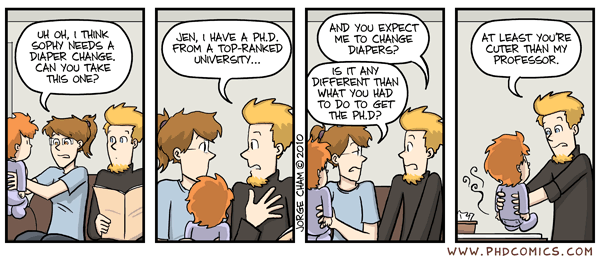 UH OH, I THINK
SOPHY NEEDS A
DIAPER CHANGE.
CAN YOU TAKE
THIS ONE?
JEN, I HAVE A PH.D.
FROM A TOP-RANKED
UNIVERSITY...
JORGE CHAM © 2010
AND YOU EXPECT
ME TO CHANGE
DIAPERS?
IS IT ANY
DIFFERENT THAN
WHAT YOU HAD
TO DO TO GET
THE PH.D?
AT LEAST YOU'RE
CUTER THAN MY
PROFESSOR.
WWW.PHDCOMICS.COM